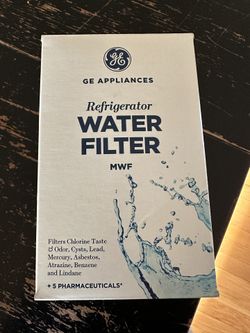 GE
GE APPLIANCES
Refrigerator
WATER
FILTER
MWF
Filters Chlorine Taste
& Odor, Cysts, Lead,
Mercury, Asbestos,
Atrazine, Benzene
and Lindane
+ 5 PHARMACEUTICALS*